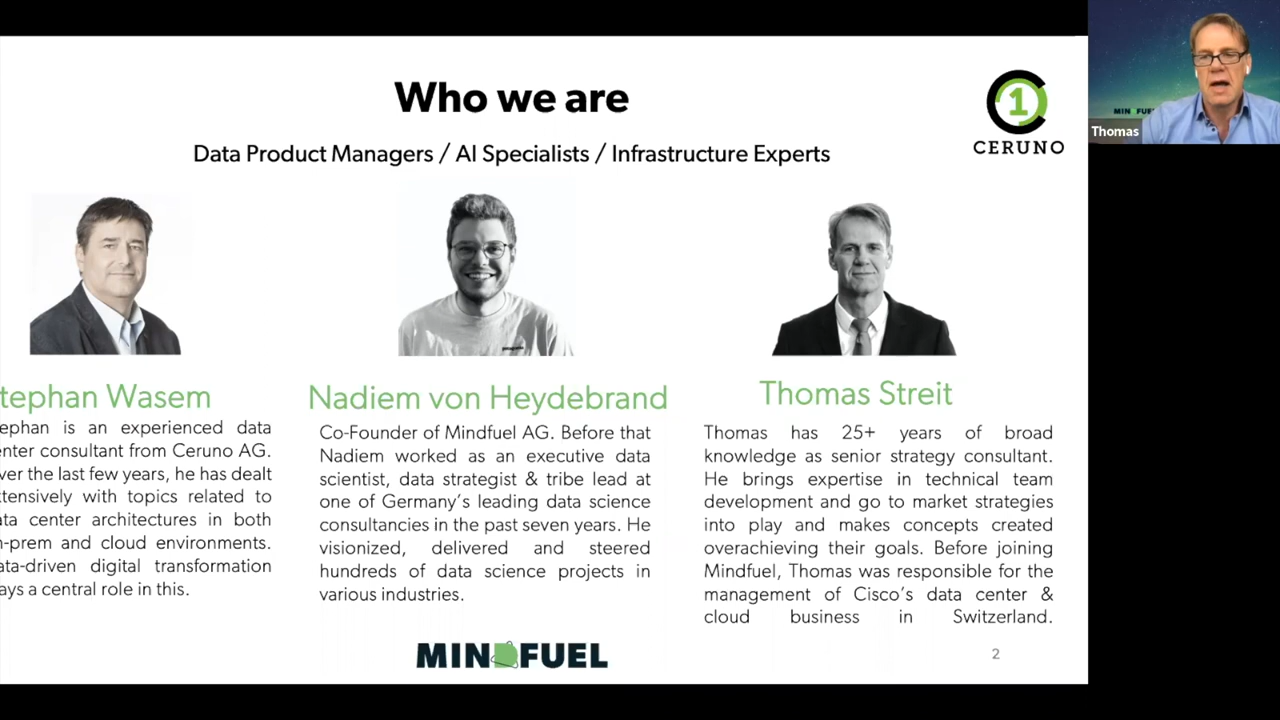 Who we are
Data Product Managers / AI Specialists / Infrastructure Experts
1
CERUNO
MINDFUEL
Thomas
tephan Wasem
ephan is an experienced data
nter consultant from Ceruno AG.
ver the last few years, he has dealt
xtensively with topics related to
ata center architectures in both
n-prem and cloud environments.
ata-driven digital transformation
ays a central role in this.
Nadiem von Heydebrand
Co-Founder of Mindfuel AG. Before that
Nadiem worked as an executive data
scientist, data strategist & tribe lead at
one of Germany's leading data science
consultancies in the past seven years. He
visionized, delivered and steered
hundreds of data science projects in
various industries.
Thomas Streit
Thomas has 25+ years of broad
knowledge as senior strategy consultant.
He brings expertise in technical team
development and go to market strategies
into play and makes concepts created
overachieving their goals. Before joining
Mindfuel, Thomas was responsible for the
management of Cisco's data center &
cloud business in Switzerland.
MINDFUEL
2